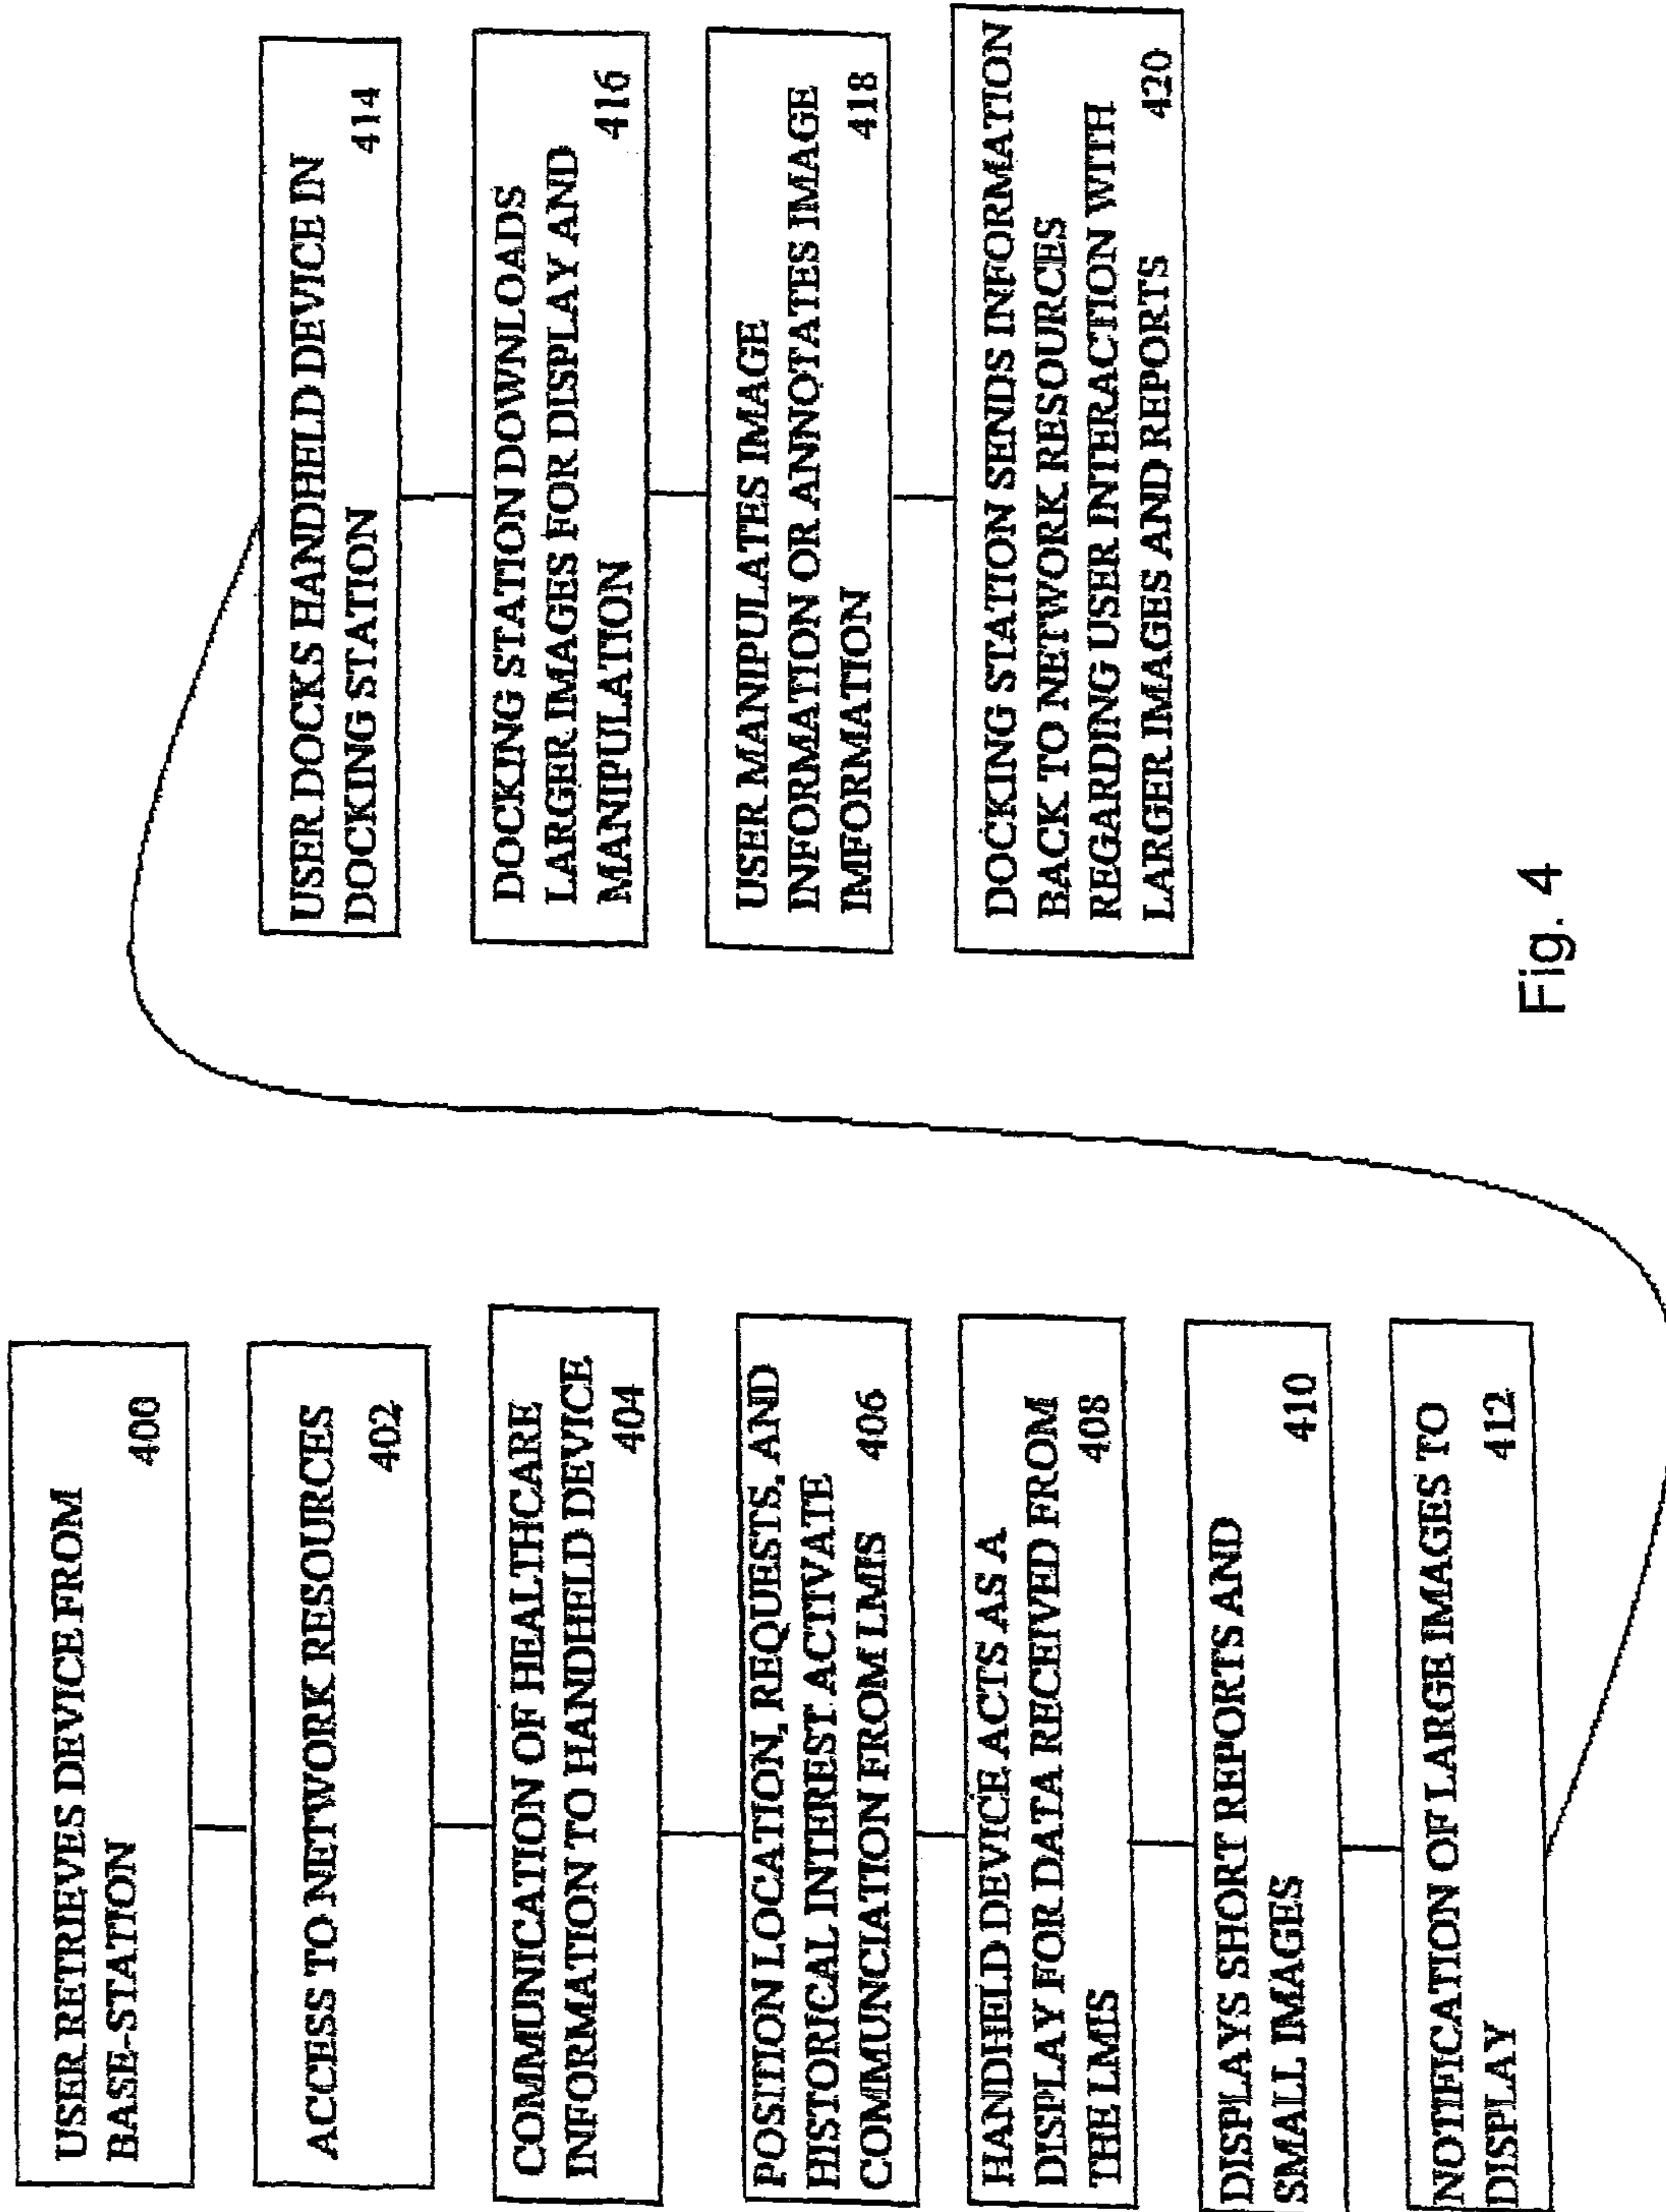 USER RETRIEVES DEVICE FROM
BASE-STATION 400
ACCESS TO NETWORK RESOURCES
402
COMMUNICATION OF HEALTHCARE
INFORMATION TO HANDHELD DEVICE
404
POSITION LOCATION, REQUESTS, AND
HISTORICAL INTEREST ACTIVATE
COMMUNCIATION FROM LMIS 406
HANDHELD DEVICE ACTS AS A
DISPLAY FOR DATA RECEIVED FROM
THE LMIS 408
DISPLAYS SHORT REPORTS AND
SMALL IMAGES 410
NOTIFICATION OF LARGE IMAGES TO
DISPLAY 412
USER DOCKS HANDHELD DEVICE IN
DOCKING STATION 414
DOCKING STATION DOWNLOADS
LARGER IMAGES FOR DISPLAY AND
MANIPULATION 416
USER MANIPULATES IMAGE
INFORMATION OR ANNOTATES IMAGE
IMFORMATION 418
DOCKING STATION SENDS INFORMATION
BACK TO NETWORK RESOURCES
REGARDING USER INTERACTION WITH
LARGER IMAGES AND REPORTS 420
Fig. 4